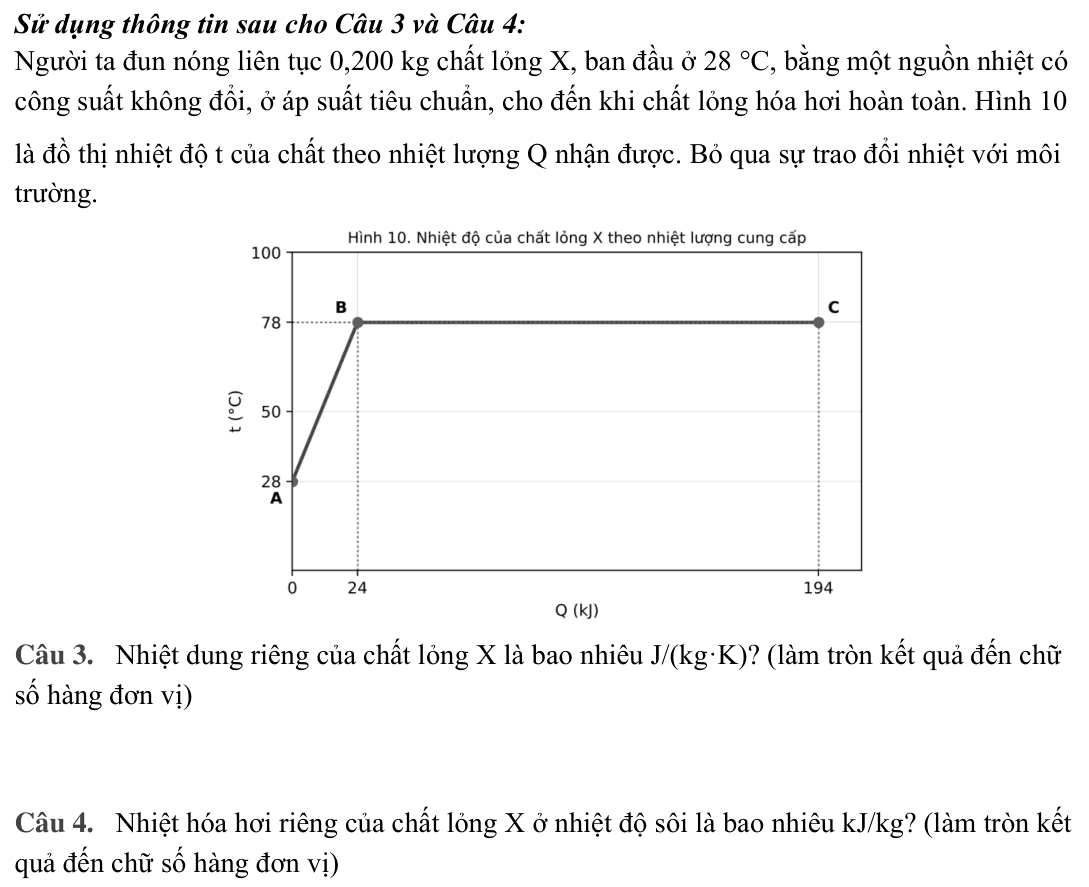 Sử dụng thông tin sau cho Câu 3 và Câu 4:
Người ta đun nóng liên tục 0,200 kg chất lỏng X, ban đầu ở 28 °C, bằng một nguồn nhiệt có
công suất không đổi, ở áp suất tiêu chuẩn, cho đến khi chất lỏng hóa hơi hoàn toàn. Hình 10
là đồ thị nhiệt độ t của chất theo nhiệt lượng Q nhận được. Bỏ qua sự trao đổi nhiệt với môi
trường.
Hình 10. Nhiệt độ của chất lỏng X theo nhiệt lượng cung cấp
100
B
C
78
t (°C)
50
28
A
0 24 194
Q (kJ)
Câu 3. Nhiệt dung riêng của chất lỏng X là bao nhiêu J/(kg·K)? (làm tròn kết quả đến chữ
số hàng đơn vị)
Câu 4. Nhiệt hóa hơi riêng của chất lỏng X ở nhiệt độ sôi là bao nhiêu kJ/kg? (làm tròn kết
quả đến chữ số hàng đơn vị)